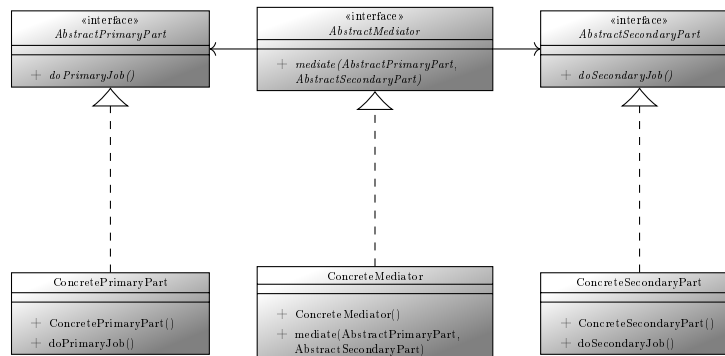 «interface»
AbstractPrimaryPart
+ doPrimaryJob()
«interface»
AbstractMediator
+ mediate(AbstractPrimaryPart,
AbstractSecondaryPart)
«interface»
AbstractSecondaryPart
+ doSecondaryJob()
ConcretePrimaryPart
+ ConcretePrimaryPart()
+ doPrimaryJob()
ConcreteMediator
+ ConcreteMediator()
+ mediate(AbstractPrimaryPart,
AbstractSecondaryPart)
ConcreteSecondaryPart
+ ConcreteSecondaryPart()
+ doSecondaryJob()